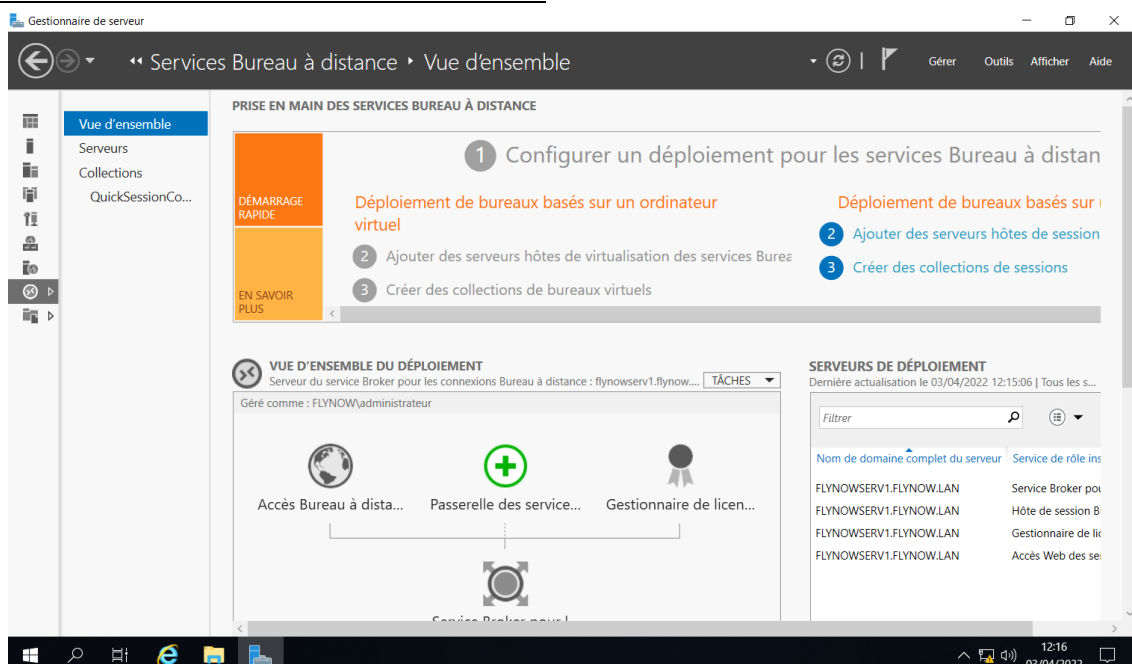 Gestionnaire de serveur
Services Bureau à distance ‣ Vue d'ensemble
Gérer Outils Afficher Aide
Vue d'ensemble
Serveurs
Collections
QuickSessionCo...
PRISE EN MAIN DES SERVICES BUREAU À DISTANCE
DÉMARRAGE
RAPIDE
EN SAVOIR
PLUS
1 Configurer un déploiement pour les services Bureau à distan
Déploiement de bureaux basés sur un ordinateur
virtuel
2 Ajouter des serveurs hôtes de virtualisation des services Burea
3 Créer des collections de bureaux virtuels
Déploiement de bureaux basés sur
2 Ajouter des serveurs hôtes de session
3 Créer des collections de sessions
VUE D'ENSEMBLE DU DÉPLOIEMENT
Serveur du service Broker pour les connexions Bureau à distance : flynowserv1.flynow....
TÂCHES
Géré comme : FLYNOW\administrateur
Accès Bureau à dista...
Passerelle des service...
Gestionnaire de licen...
Service Broker pour l
SERVEURS DE DÉPLOIEMENT
Dernière actualisation le 03/04/2022 12:15:06 | Tous les s...
Filtrer
Nom de domaine complet du serveur Service de rôle ins
FLYNOWSERV1.FLYNOW.LAN Service Broker pou
FLYNOWSERV1.FLYNOW.LAN Hôte de session B
FLYNOWSERV1.FLYNOW.LAN Gestionnaire de lic
FLYNOWSERV1.FLYNOW.LAN Accès Web des ser
12:16
03/04/2022